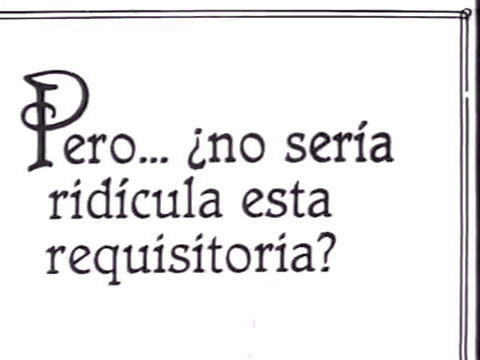 Pero... ¿no sería
ridícula esta
requisitoria?